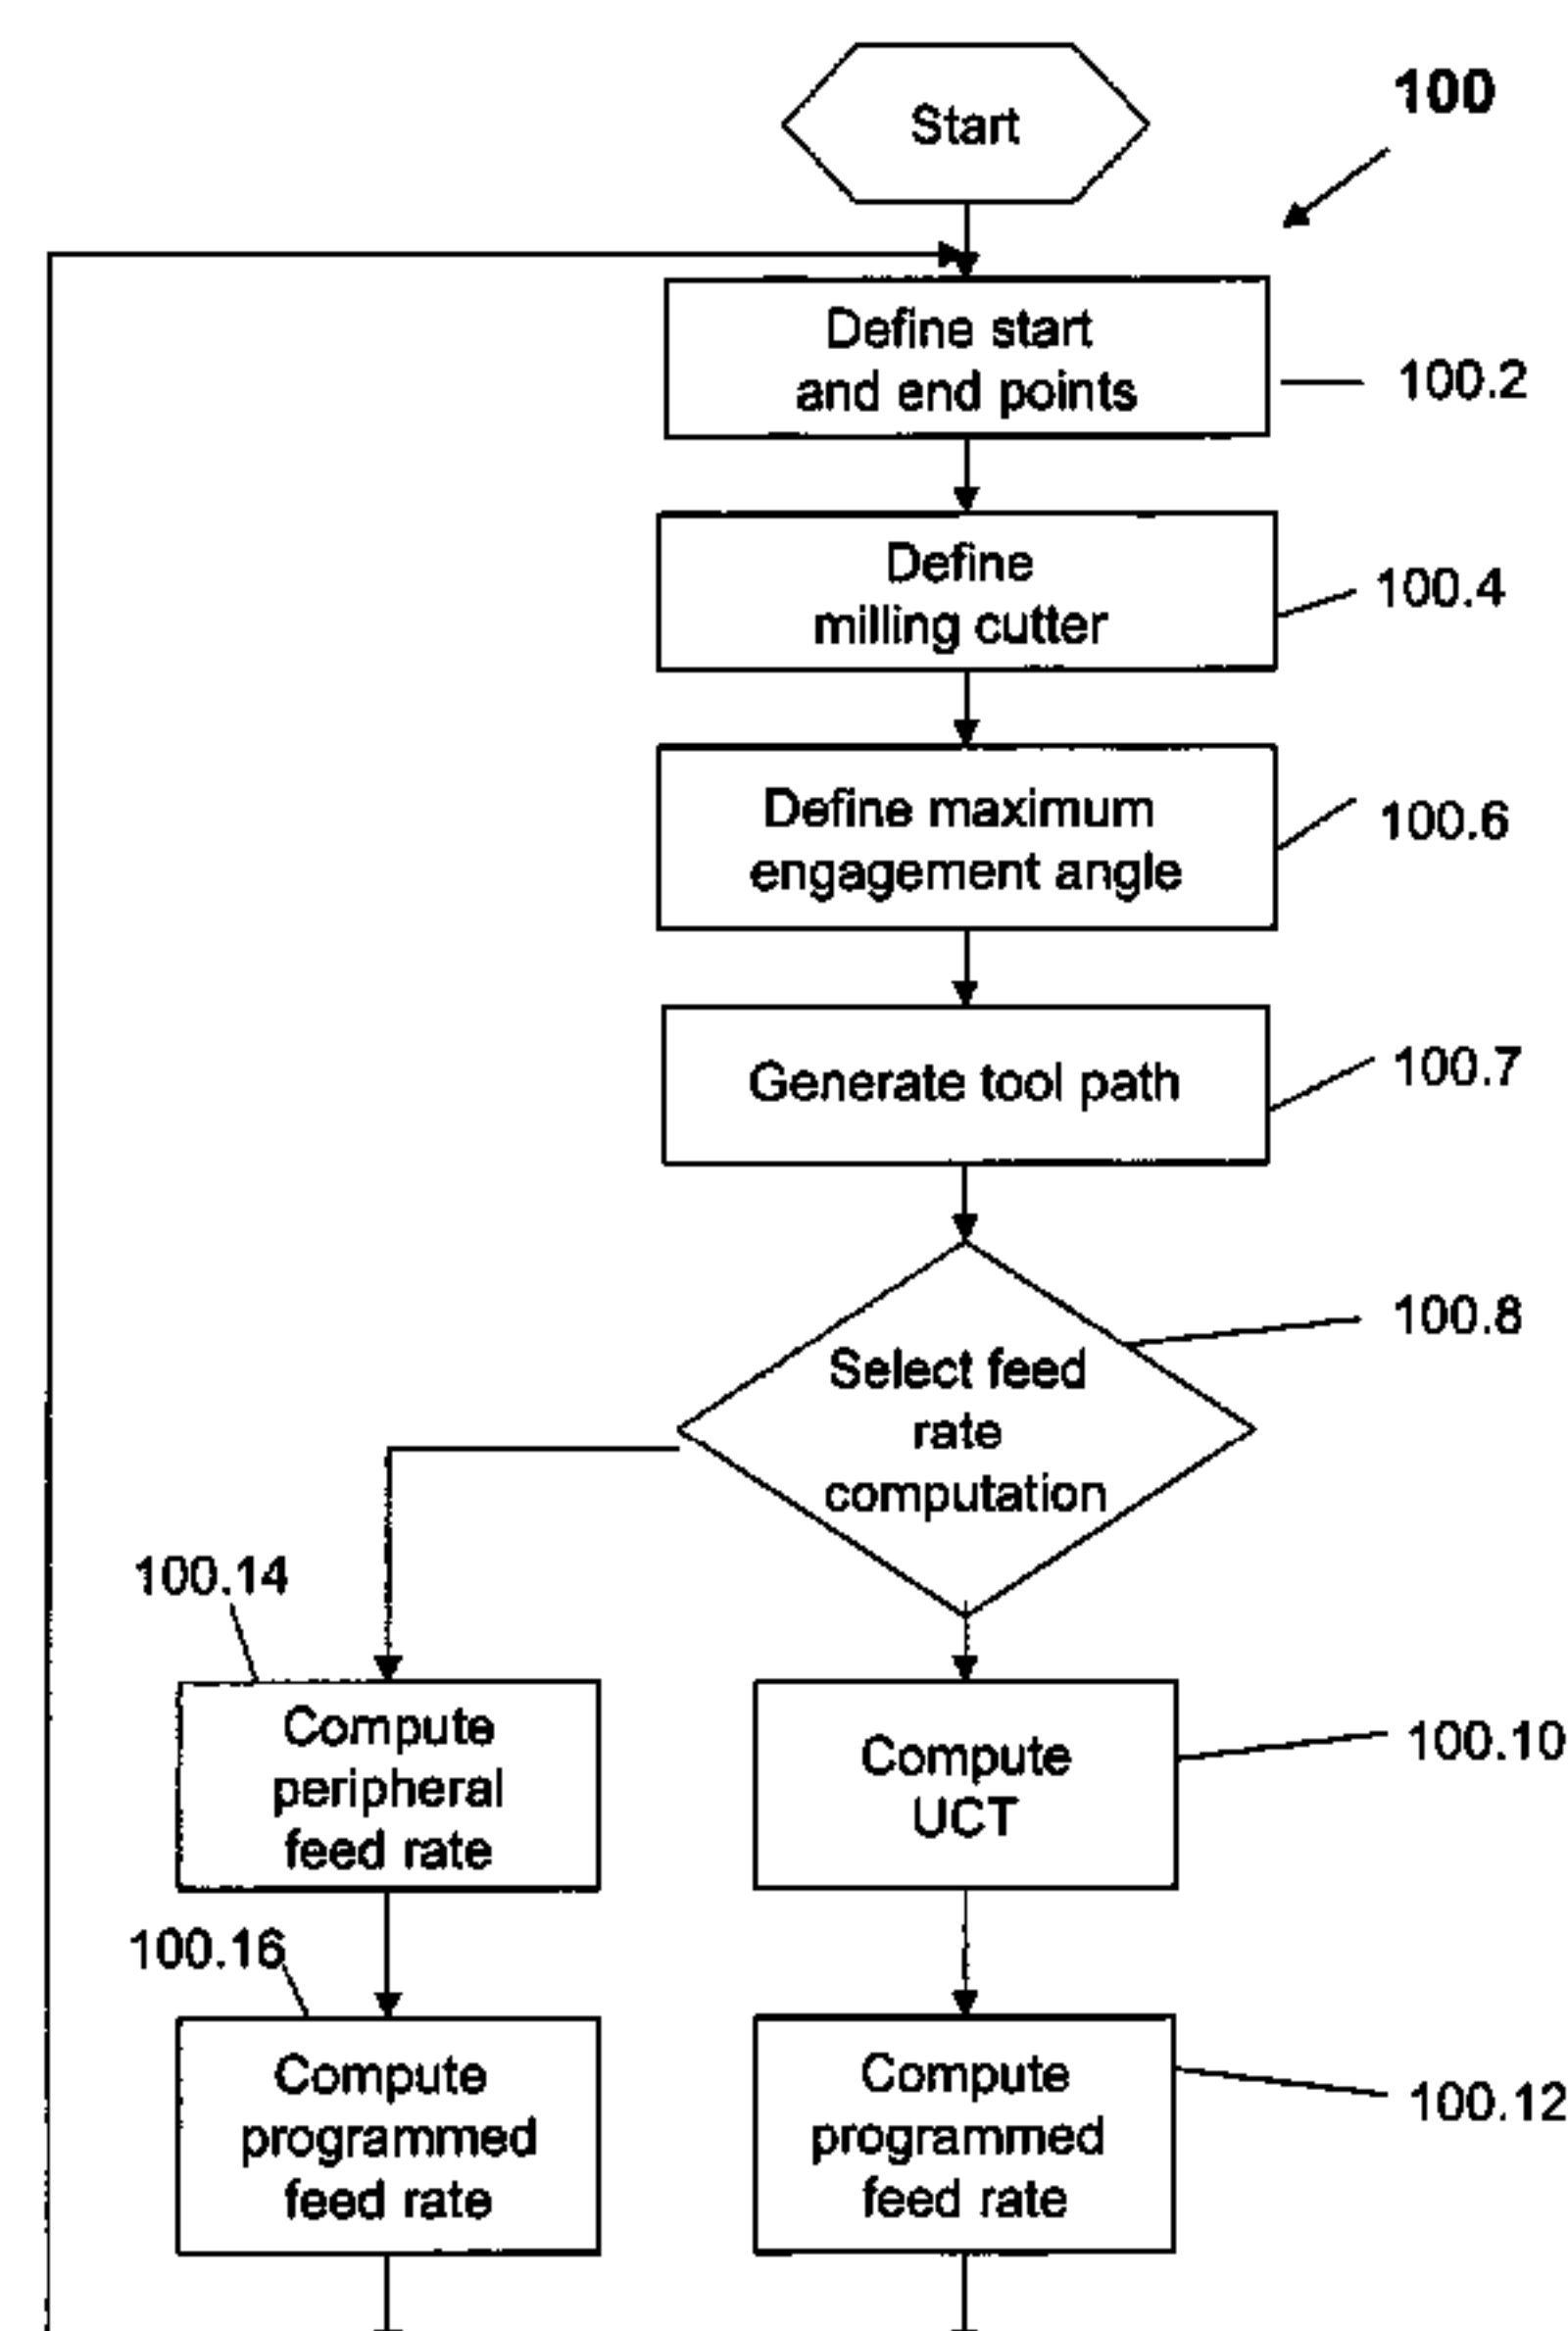 Start
100
Define start
and end points
100.2
Define
milling cutter
100.4
Define maximum
engagement angle
100.6
Generate tool path
100.7
Select feed
rate
computation
100.8
100.14
Compute
peripheral
feed rate
Compute
UCT
100.10
100.16
Compute
programmed
feed rate
Compute
programmed
feed rate
100.12